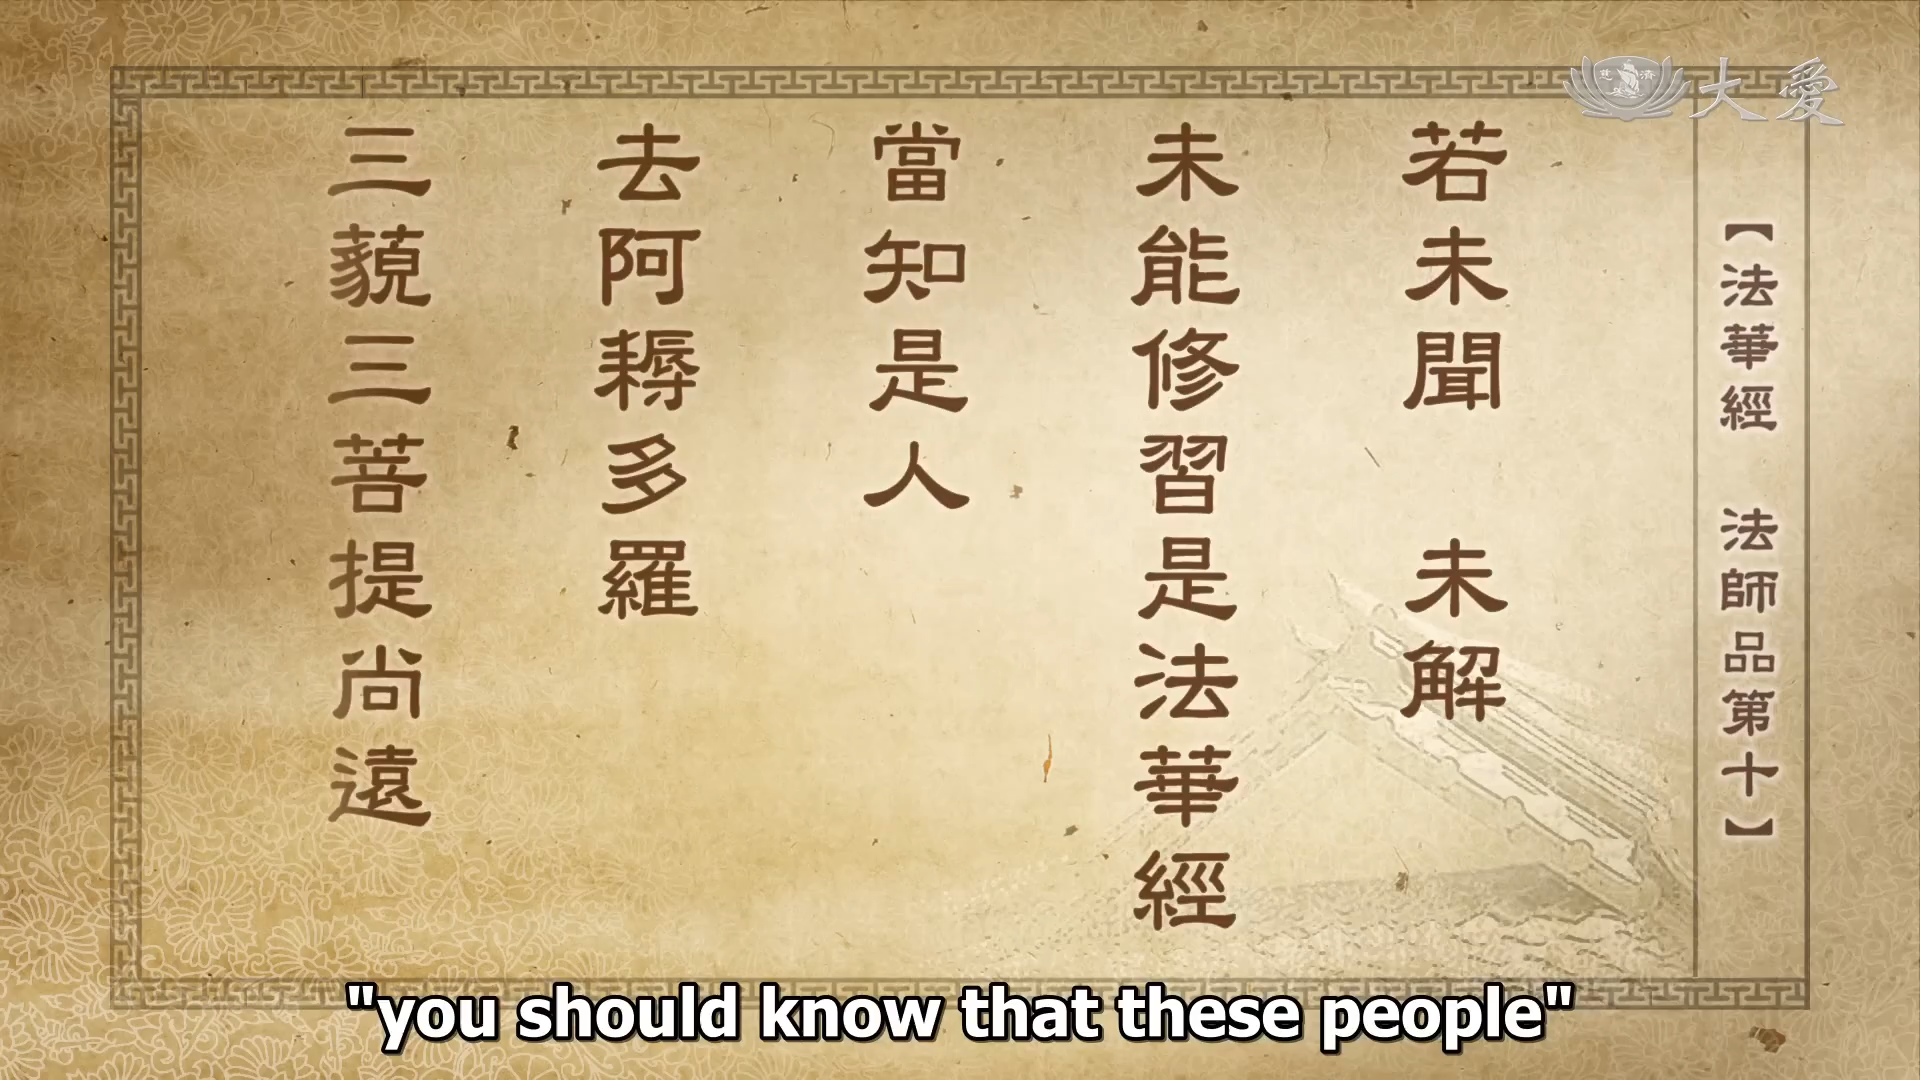 慈濟
大愛
【法華經 法師品第十】
若未聞 未解
未能修習是法華經
當知是人
去阿耨多羅
三藐三菩提尚遠
"you should know that these people"